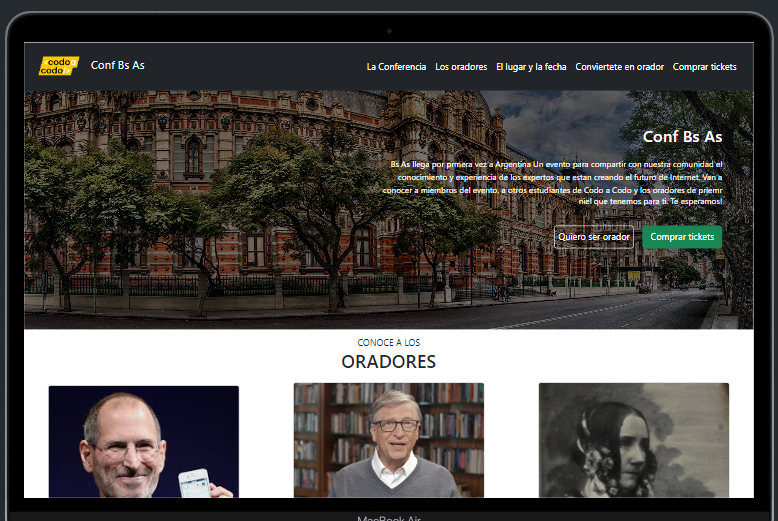 codo a
codo
Conf Bs As
La Conferencia Los oradores El lugar y la fecha Conviertete en orador Comprar tickets
Conf Bs As
Bs As llega por prmera vez a Argentina Un evento para compartir con nuestra comunidad el
conocimiento y experiencia de los expertos que estan creando el futuro de Internet. Van a
conocer a miembros del evento, a otros estudiantes de Codo a Codo y los oradores de priemr
niel que tenemos para ti. Te esperamos!
Quiero ser orador Comprar tickets
CONOCE A LOS
ORADORES
MacBook Air